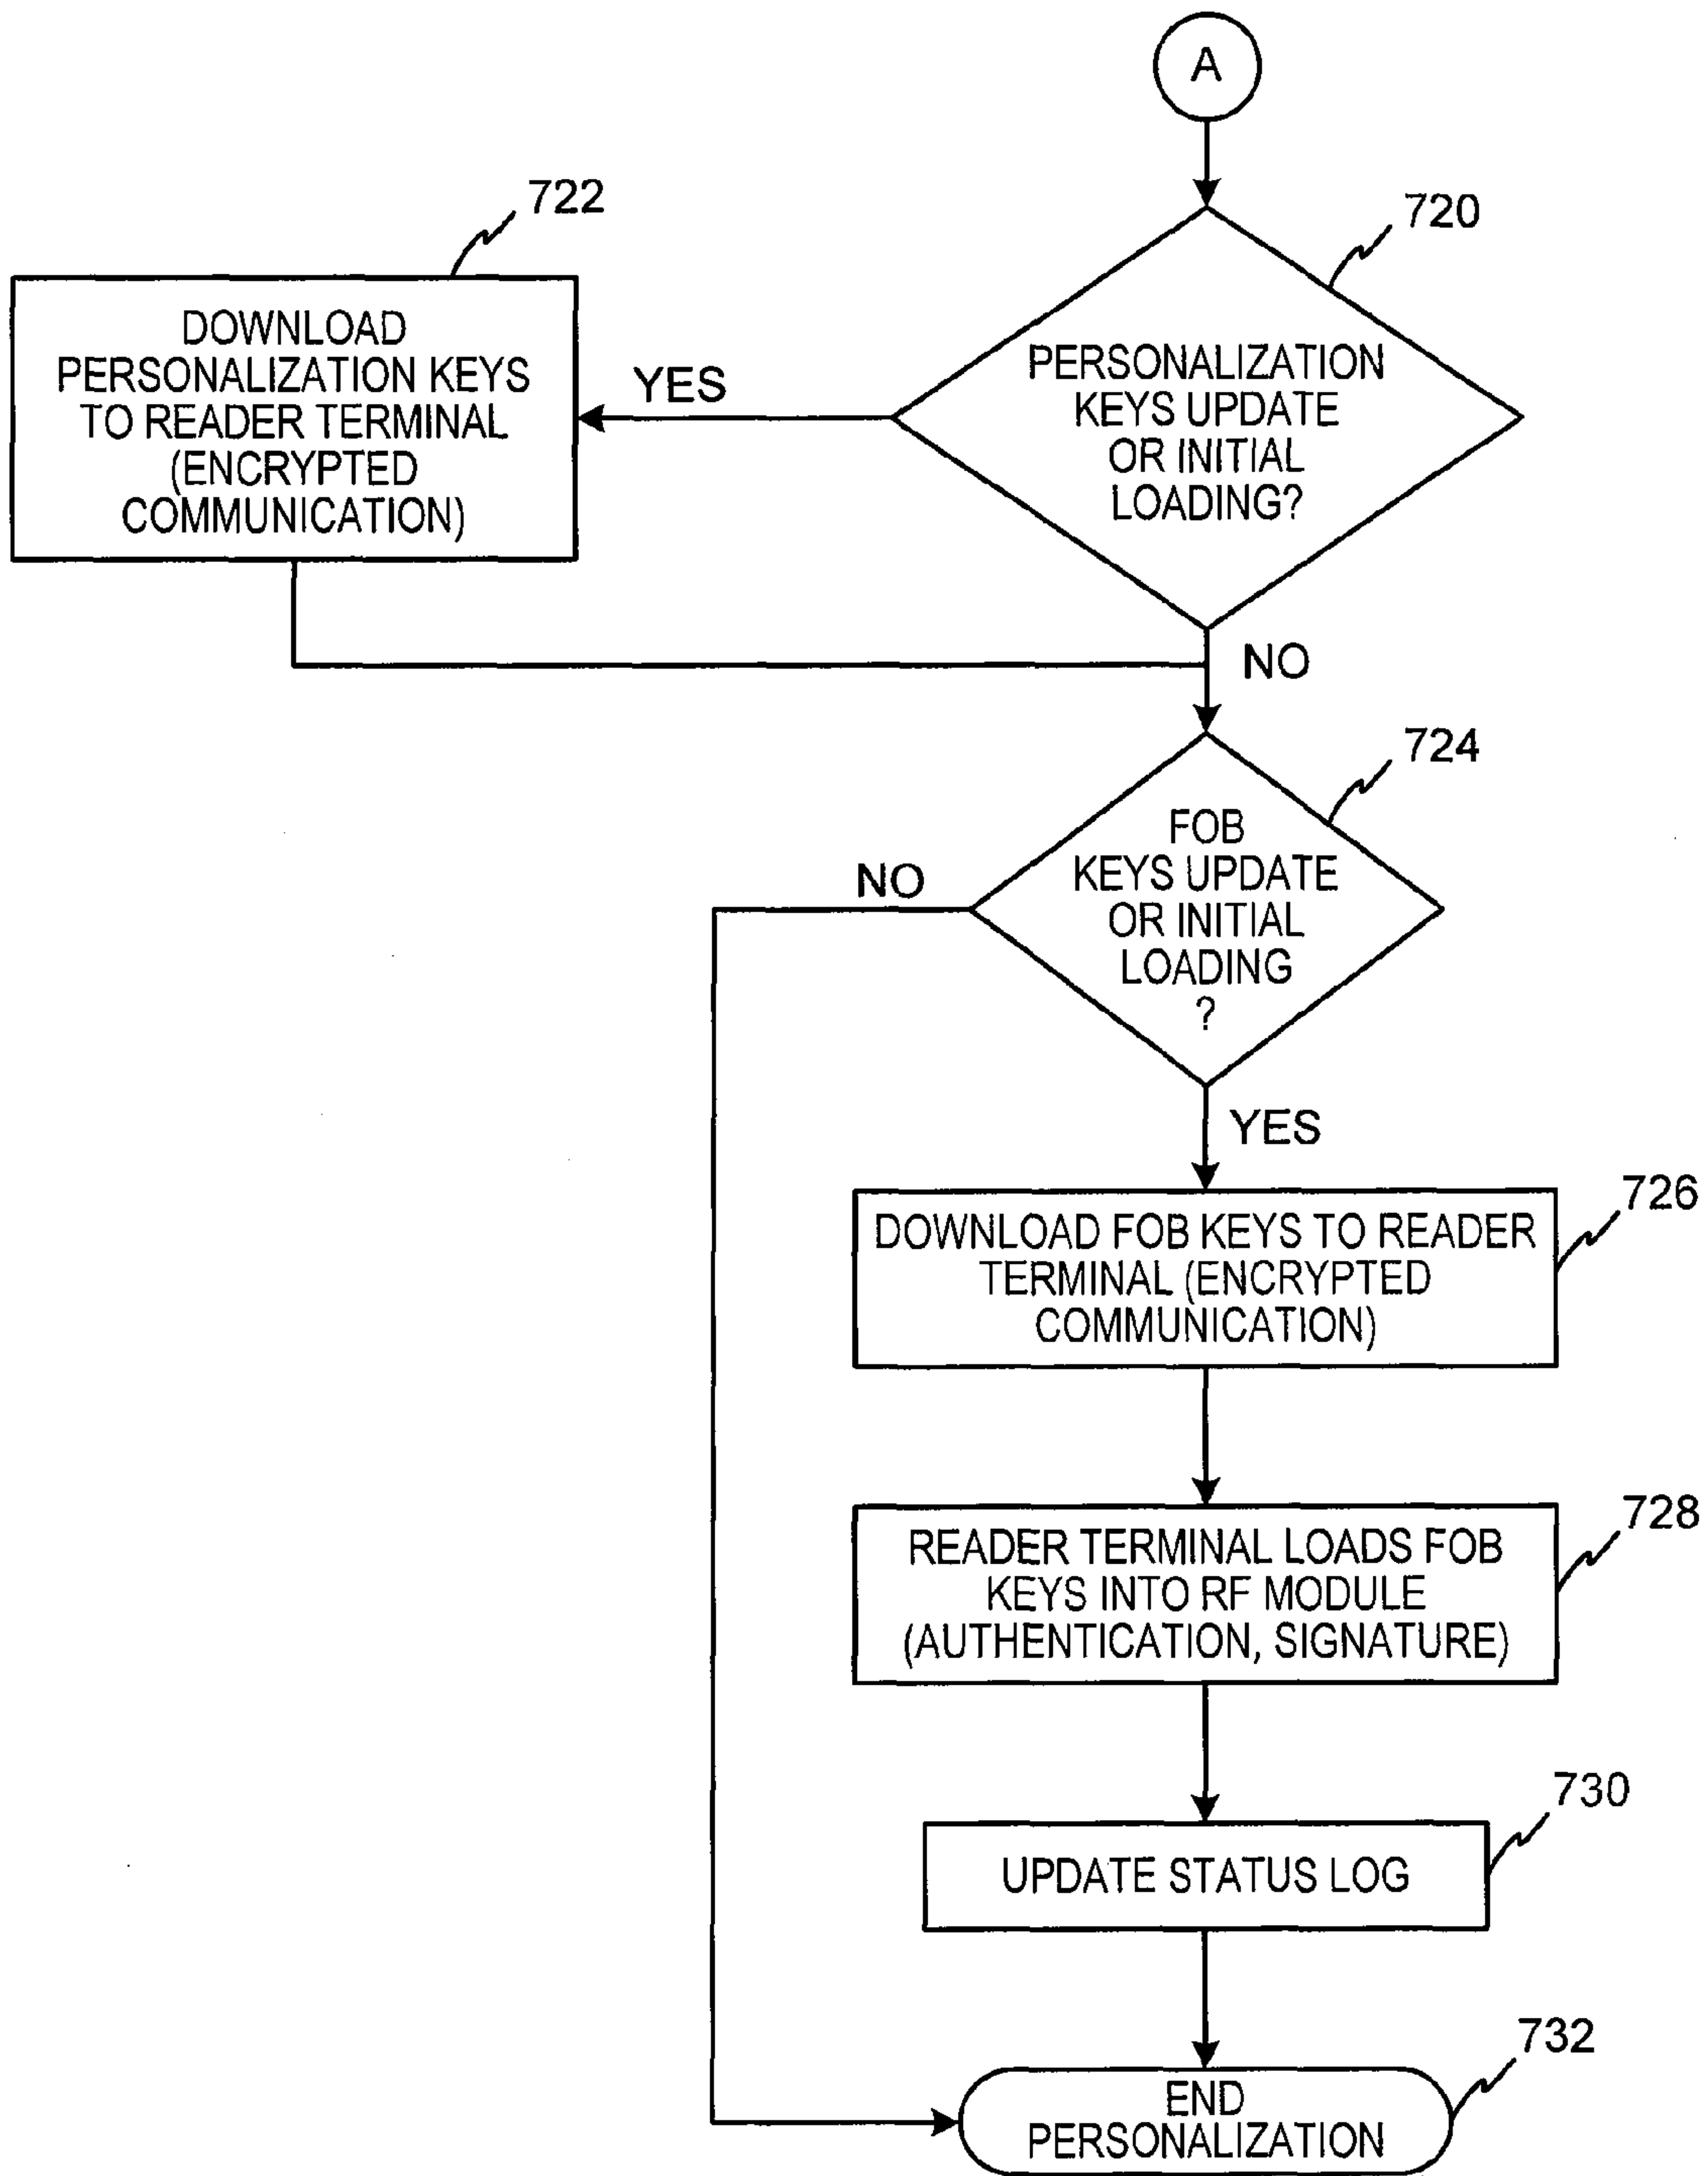 A
720
PERSONALIZATION
KEYS UPDATE
OR INITIAL
LOADING?
722
DOWNLOAD
PERSONALIZATION KEYS
TO READER TERMINAL
(ENCRYPTED
COMMUNICATION)
YES
NO
724
FOB
KEYS UPDATE
OR INITIAL
LOADING
?
NO
YES
726
DOWNLOAD FOB KEYS TO READER
TERMINAL (ENCRYPTED
COMMUNICATION)
728
READER TERMINAL LOADS FOB
KEYS INTO RF MODULE
(AUTHENTICATION, SIGNATURE)
730
UPDATE STATUS LOG
732
END
PERSONALIZATION